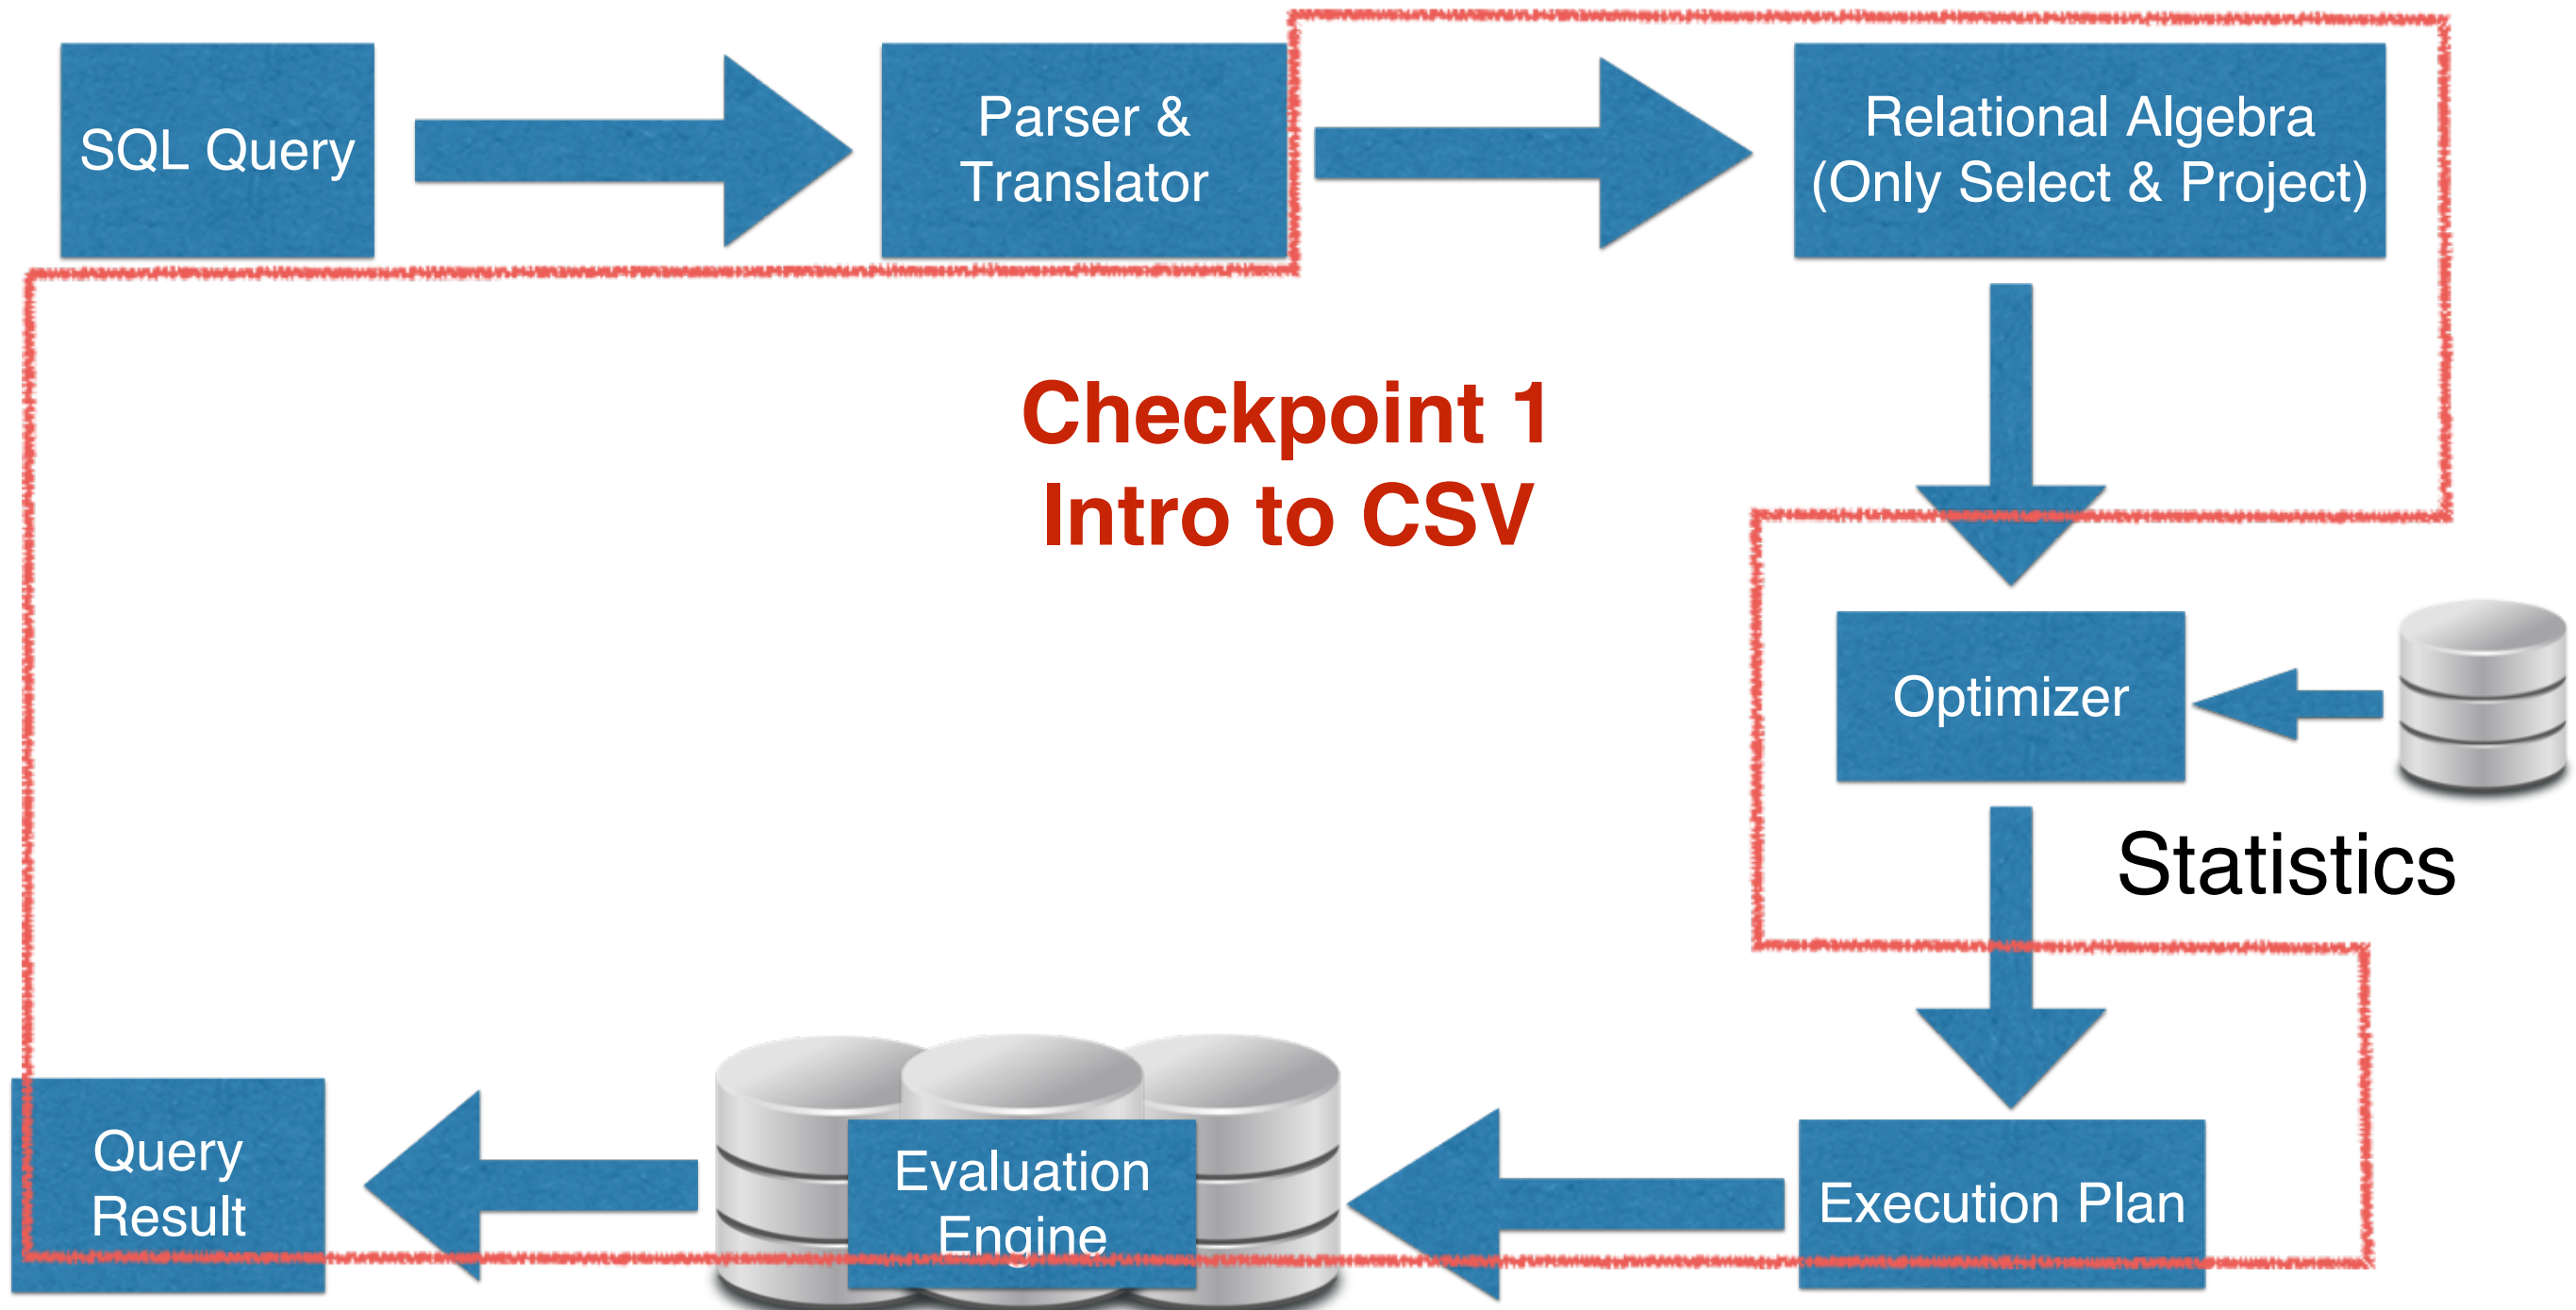 SQL Query
Parser &
Translator
Relational Algebra
(Only Select & Project)
Checkpoint 1
Intro to CSV
Optimizer
Statistics
Query
Result
Evaluation
Engine
Execution Plan